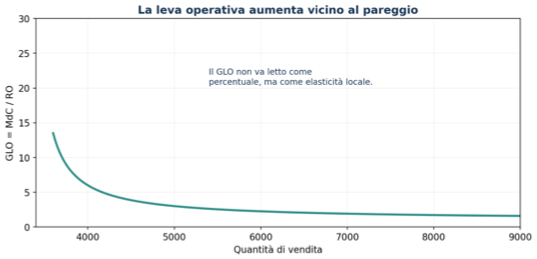 La leva operativa aumenta vicino al pareggio
30
25
20
15
10
5
0
GLO = MdC / RO
Il GLO non va letto come
percentuale, ma come elasticità locale.
4000 5000 6000 7000 8000 9000
Quantità di vendita